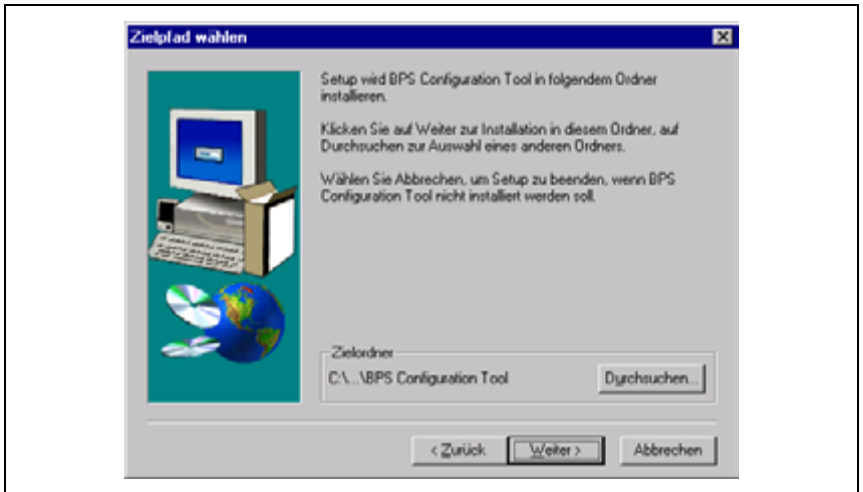 Zielpfad wählen
Setup wird BPS Configuration Tool in folgendem Ordner
installieren.
Klicken Sie auf Weiter zur Installation in diesem Ordner, auf
Durchsuchen zur Auswahl eines anderen Ordners.
Wählen Sie Abbrechen, um Setup zu beenden, wenn BPS
Configuration Tool nicht installiert werden soll.
Zielordner
C:\...\BPS Configuration Tool
Durchsuchen...
< Zurück
Weiter >
Abbrechen